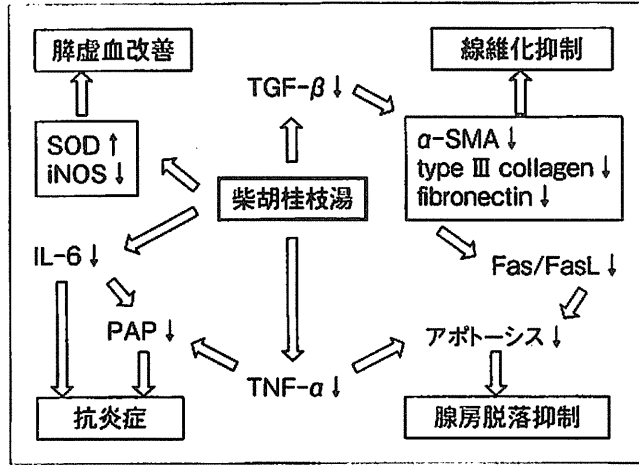 膵虚血改善
線維化抑制
TGF-β↓
SOD↑
iNOS↓
α-SMA↓
type Ⅲ collagen↓
fibronectin↓
柴胡桂枝湯
IL-6↓
Fas/FasL↓
PAP↓
アポトーシス↓
TNF-α↓
抗炎症
腺房脱落抑制